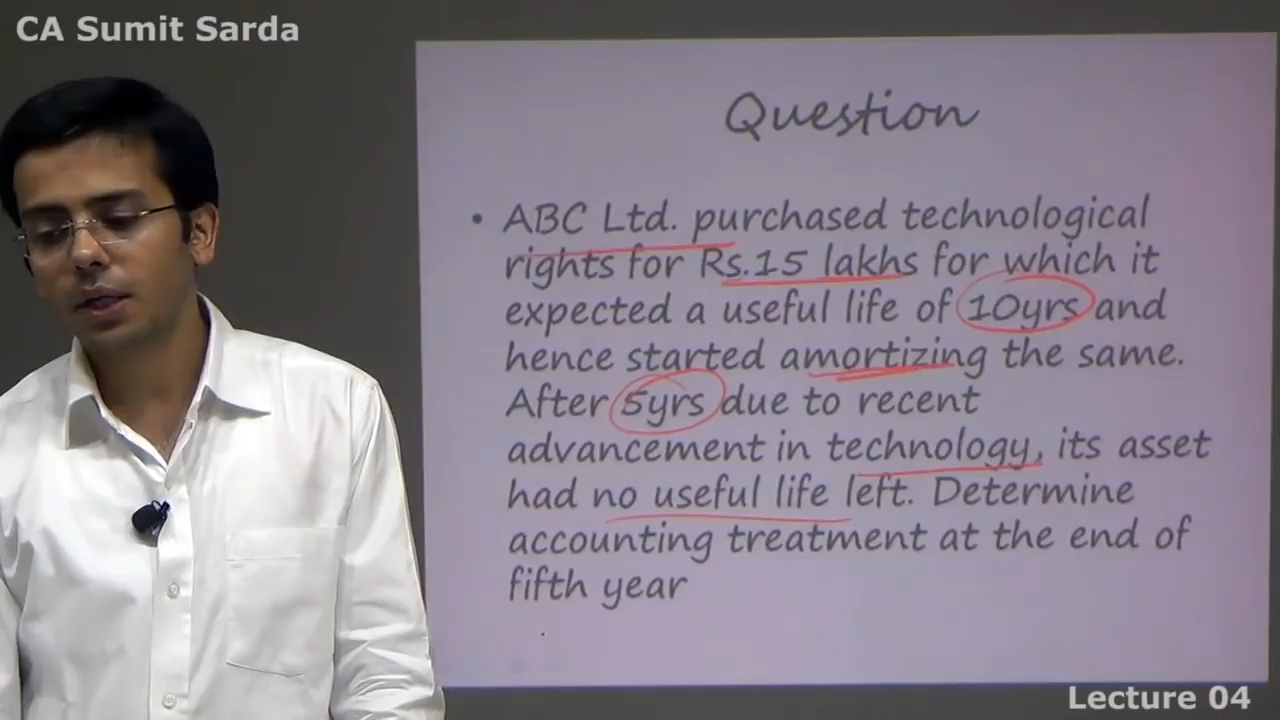 CA Sumit Sarda
Question
• ABC Ltd. purchased technological
rights for Rs.15 lakhs for which it
expected a useful life of 10yrs and
hence started amortizing the same.
After 5yrs due to recent
advancement in technology, its asset
had no useful life left. Determine
accounting treatment at the end of
fifth year
Lecture 04